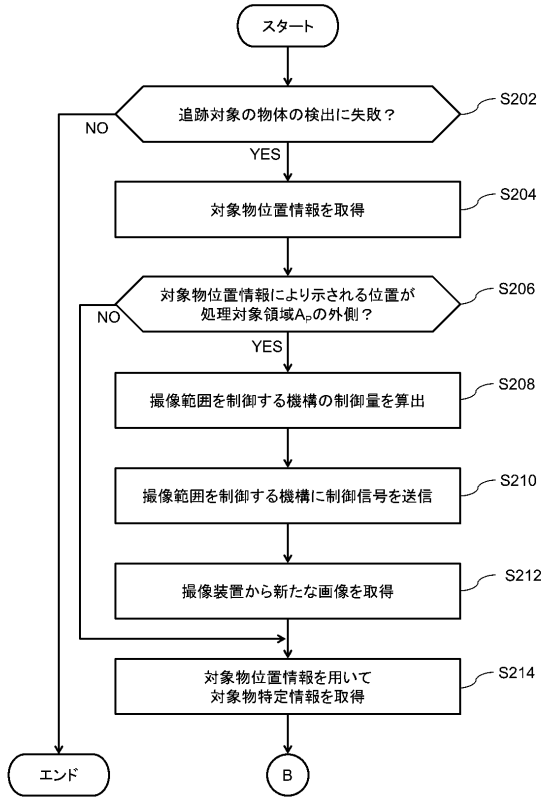 スタート
追跡対象の物体の検出に失敗？
S202
NO
YES
対象物位置情報を取得
S204
対象物位置情報により示される位置が
処理対象領域APの外側？
S206
NO
YES
撮像範囲を制御する機構の制御量を算出
S208
撮像範囲を制御する機構に制御信号を送信
S210
撮像装置から新たな画像を取得
S212
対象物位置情報を用いて
対象物特定情報を取得
S214
エンド
B